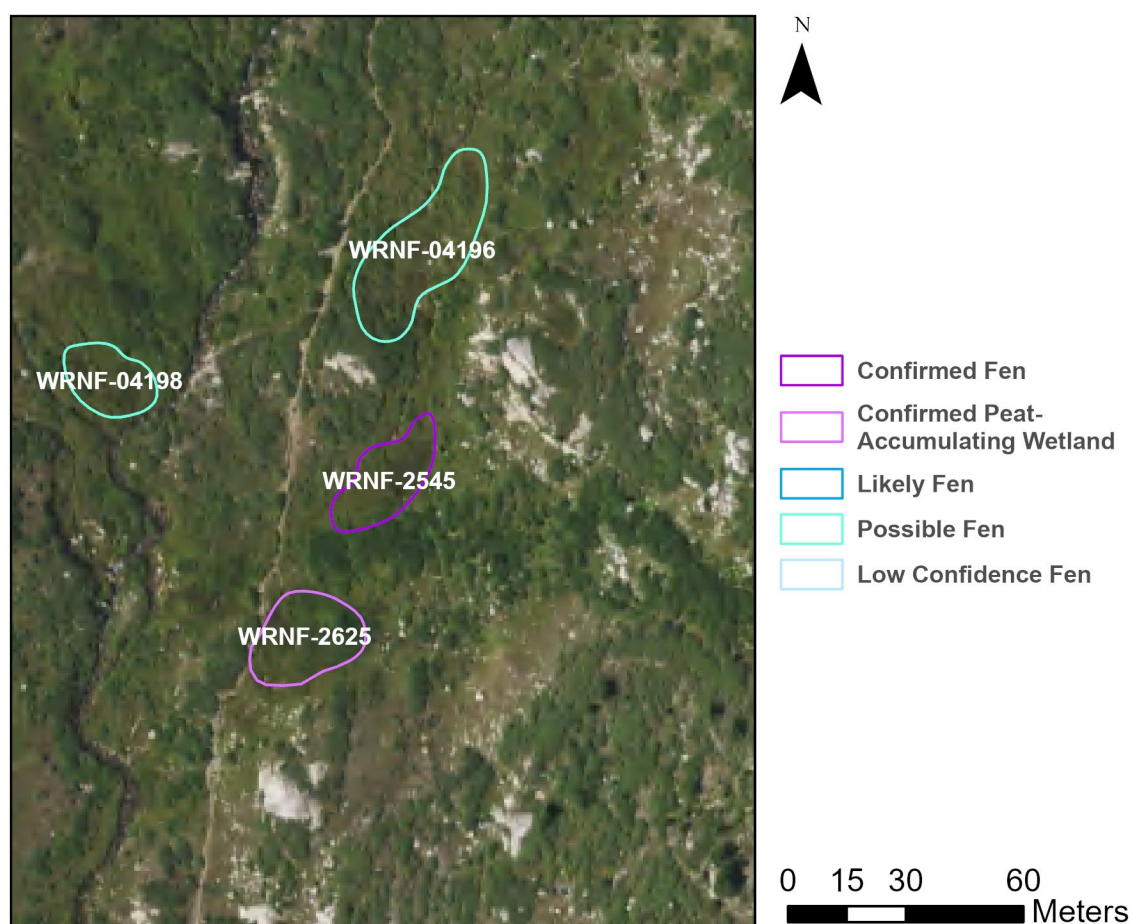 N
WRNF-04196
WRNF-04198
WRNF-2545
WRNF-2625
Confirmed Fen
Confirmed Peat-
Accumulating Wetland
Likely Fen
Possible Fen
Low Confidence Fen
0 15 30 60
Meters